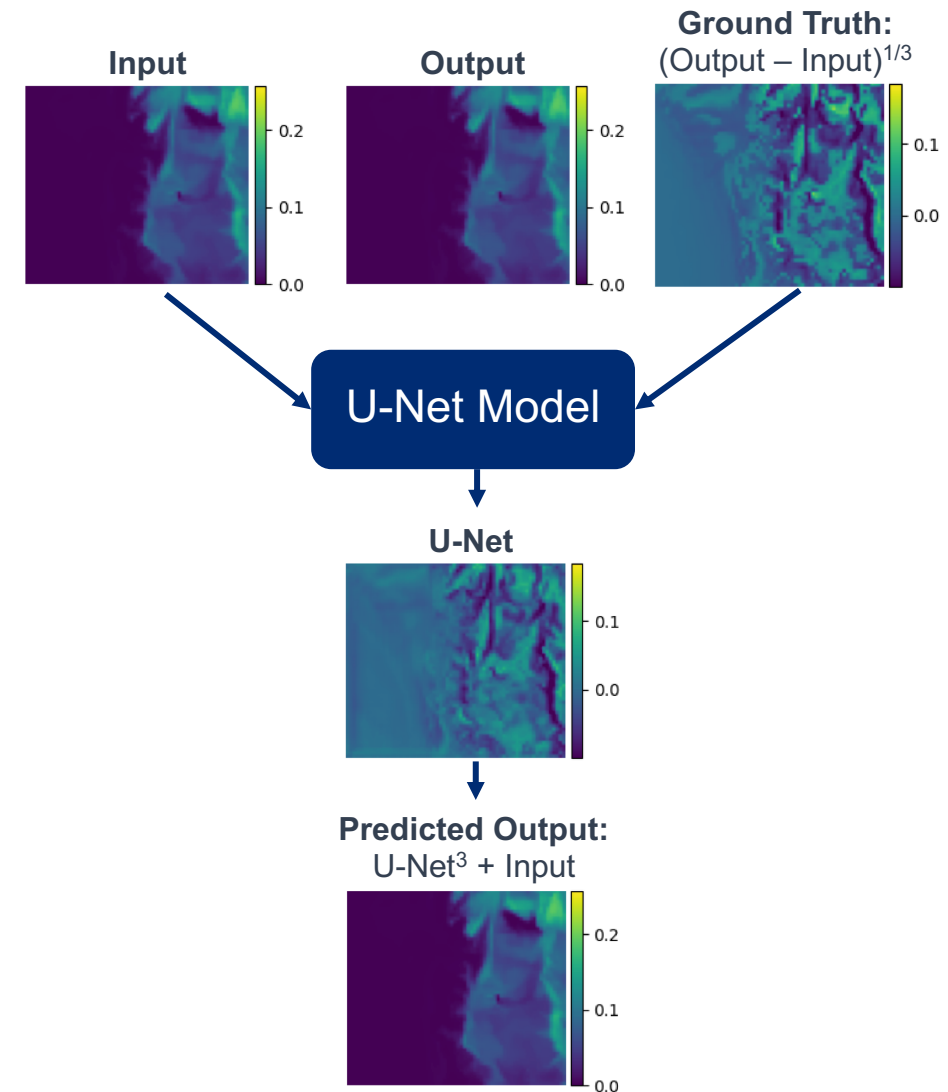 Input
Output
Ground Truth:
(Output – Input)^1/3
0.2
0.1
0.0
0.2
0.1
0.0
0.1
0.0
U-Net Model
U-Net
0.1
0.0
Predicted Output:
U-Net³ + Input
0.2
0.1
0.0